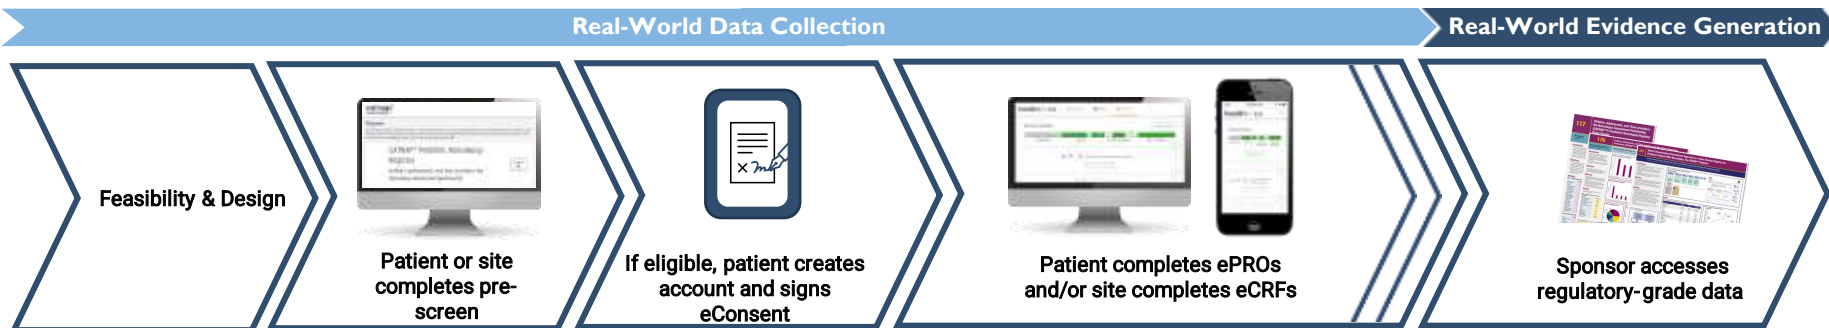 Real-World Data Collection
Real-World Evidence Generation
Feasibility & Design
Patient or site
completes pre-
screen
If eligible, patient creates
account and signs
eConsent
Patient completes ePROs
and/or site completes eCRFs
117
Sponsor accesses
regulatory-grade data